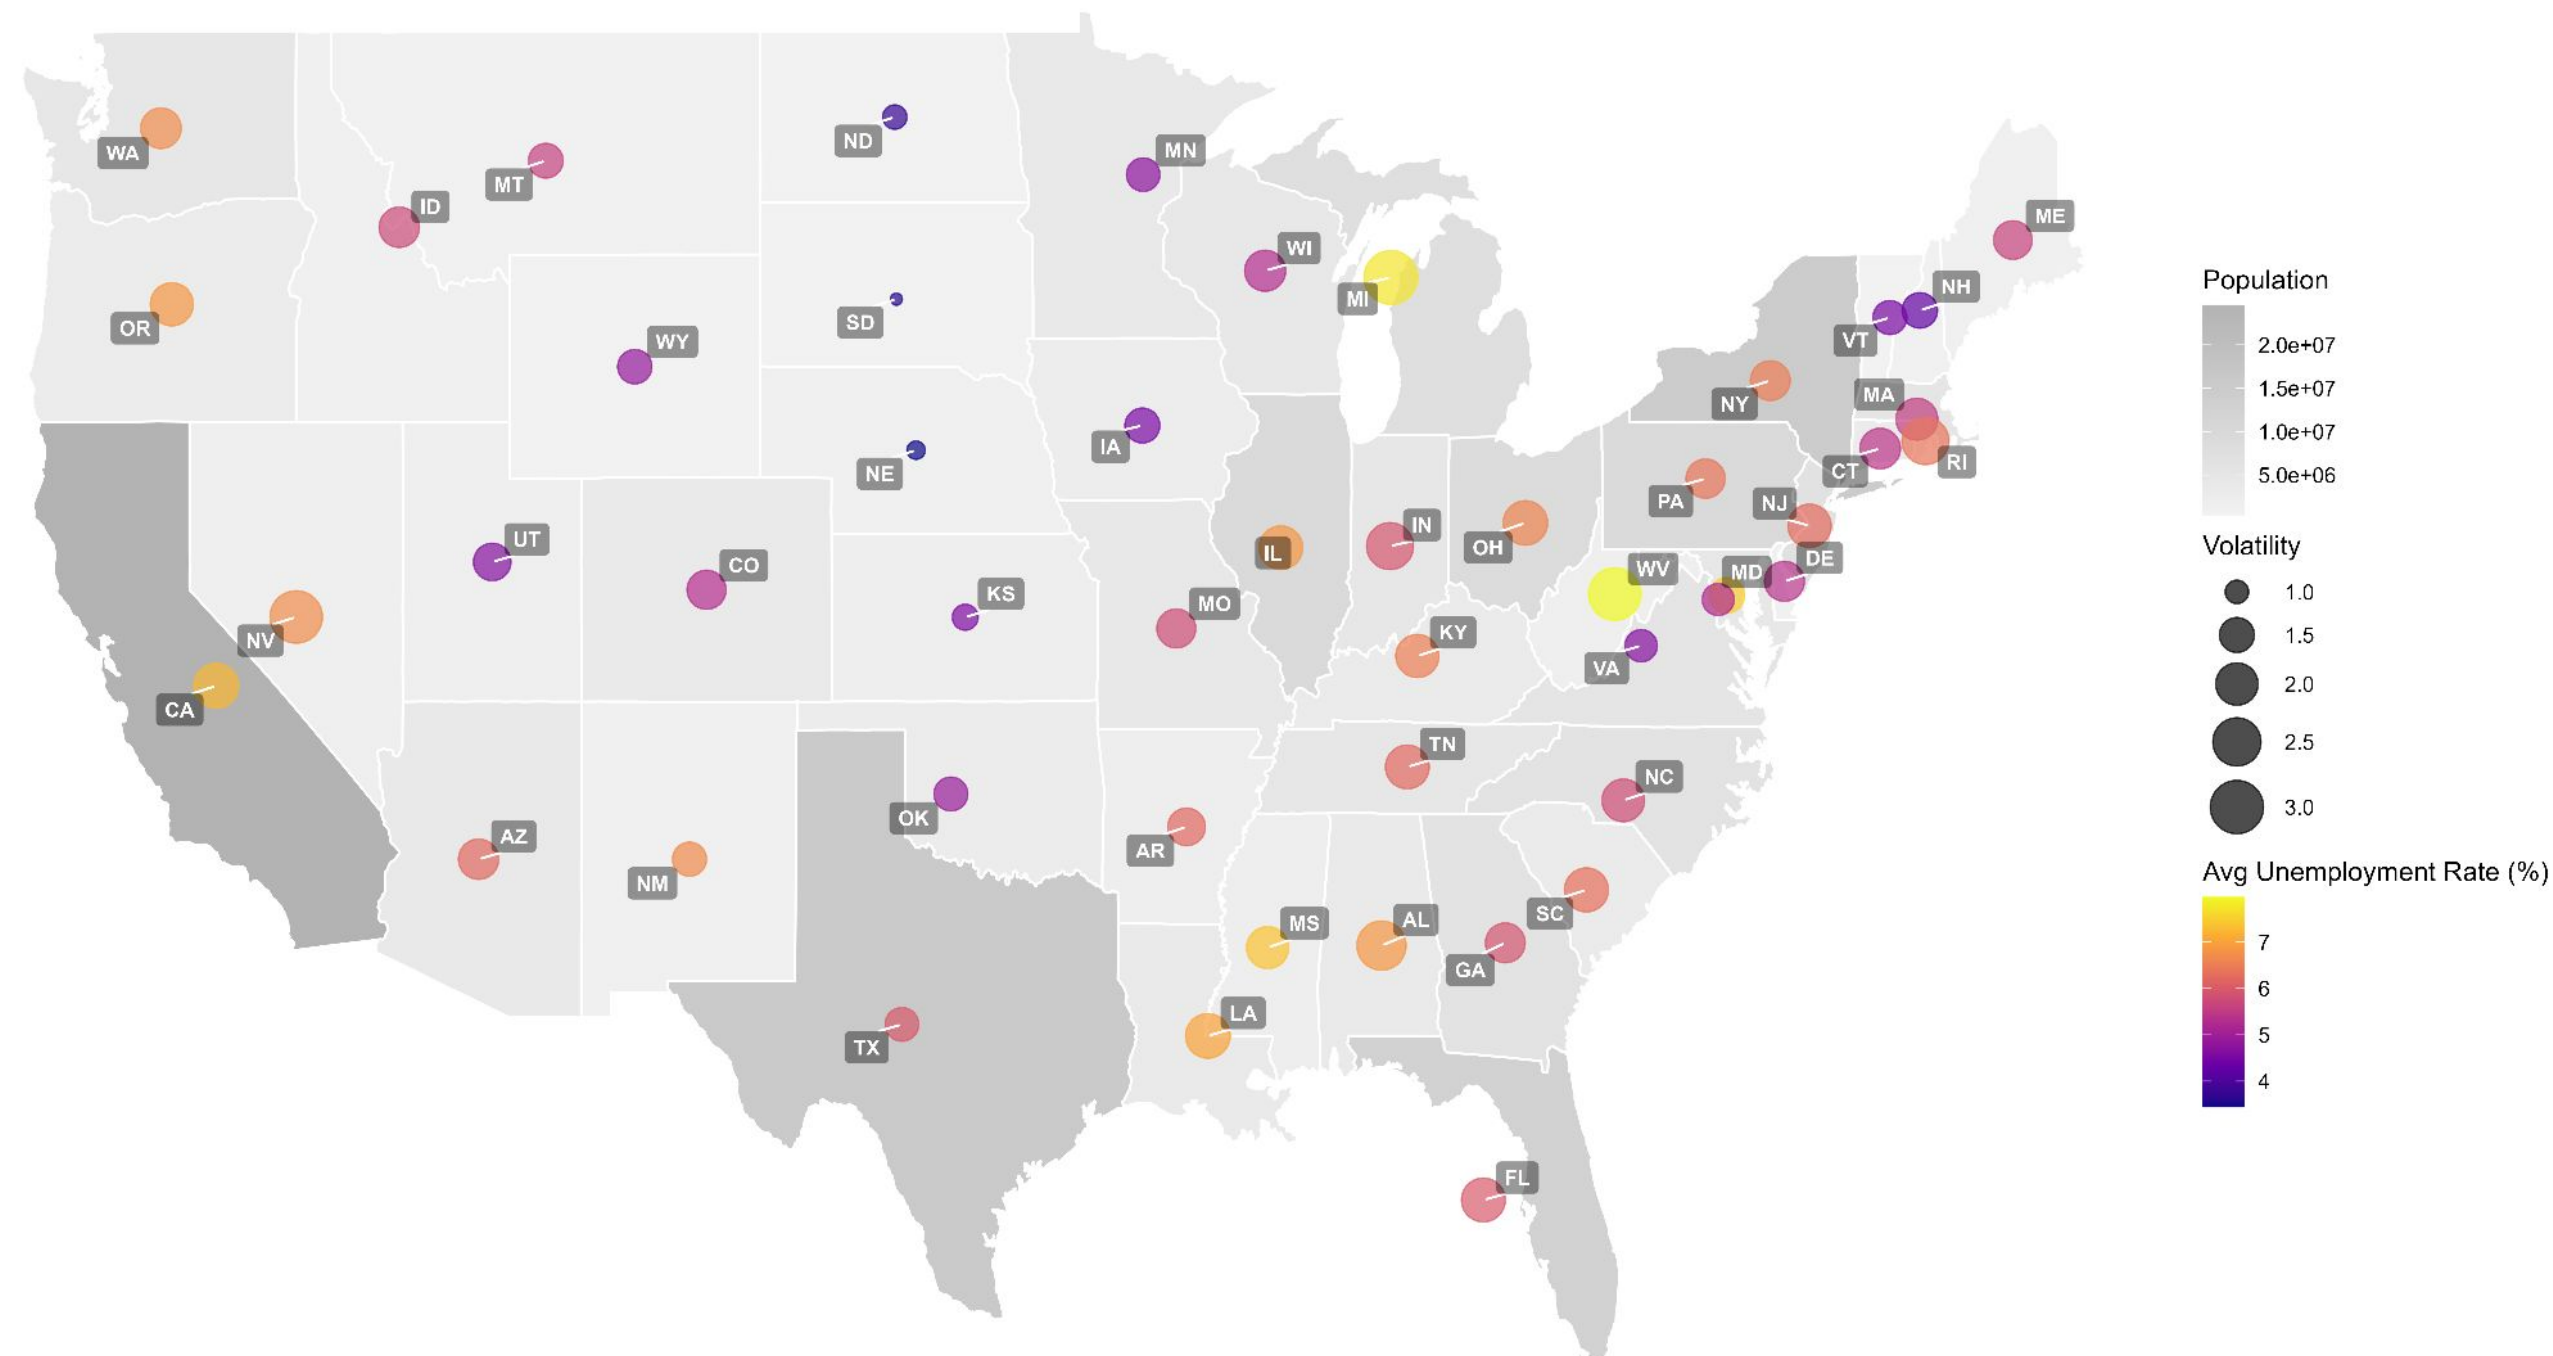 WA
MT
ID
ND
MN
ME
OR
WY
SD
WI
MI
NH
VT
NE
IA
NY
MA
CT
RI
NV
UT
CO
KS
MO
IL
IN
OH
PA
NJ
DE
MD
WV
VA
KY
CA
AZ
NM
OK
AR
TN
NC
TX
MS
AL
GA
SC
LA
FL
Population
2.0e+07
1.5e+07
1.0e+07
5.0e+06
Volatility
1.0
1.5
2.0
2.5
3.0
Avg Unemployment Rate (%)
7
6
5
4